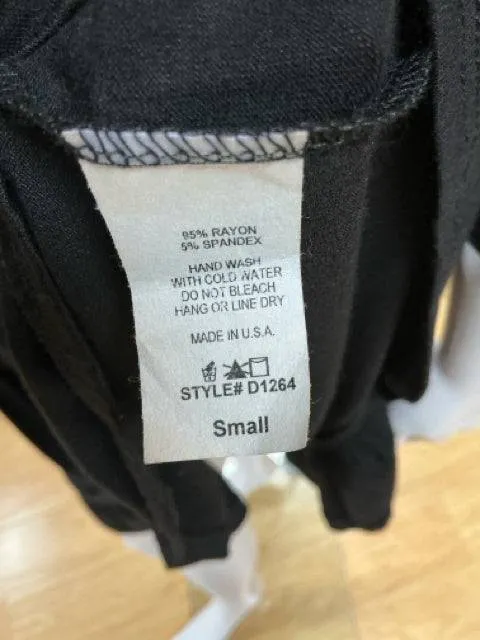 95% RAYON
5% SPANDEX
HAND WASH
WITH COLD WATER
DO NOT BLEACH
HANG OR LINE DRY
MADE IN U.S.A.
STYLE# D1264
Small